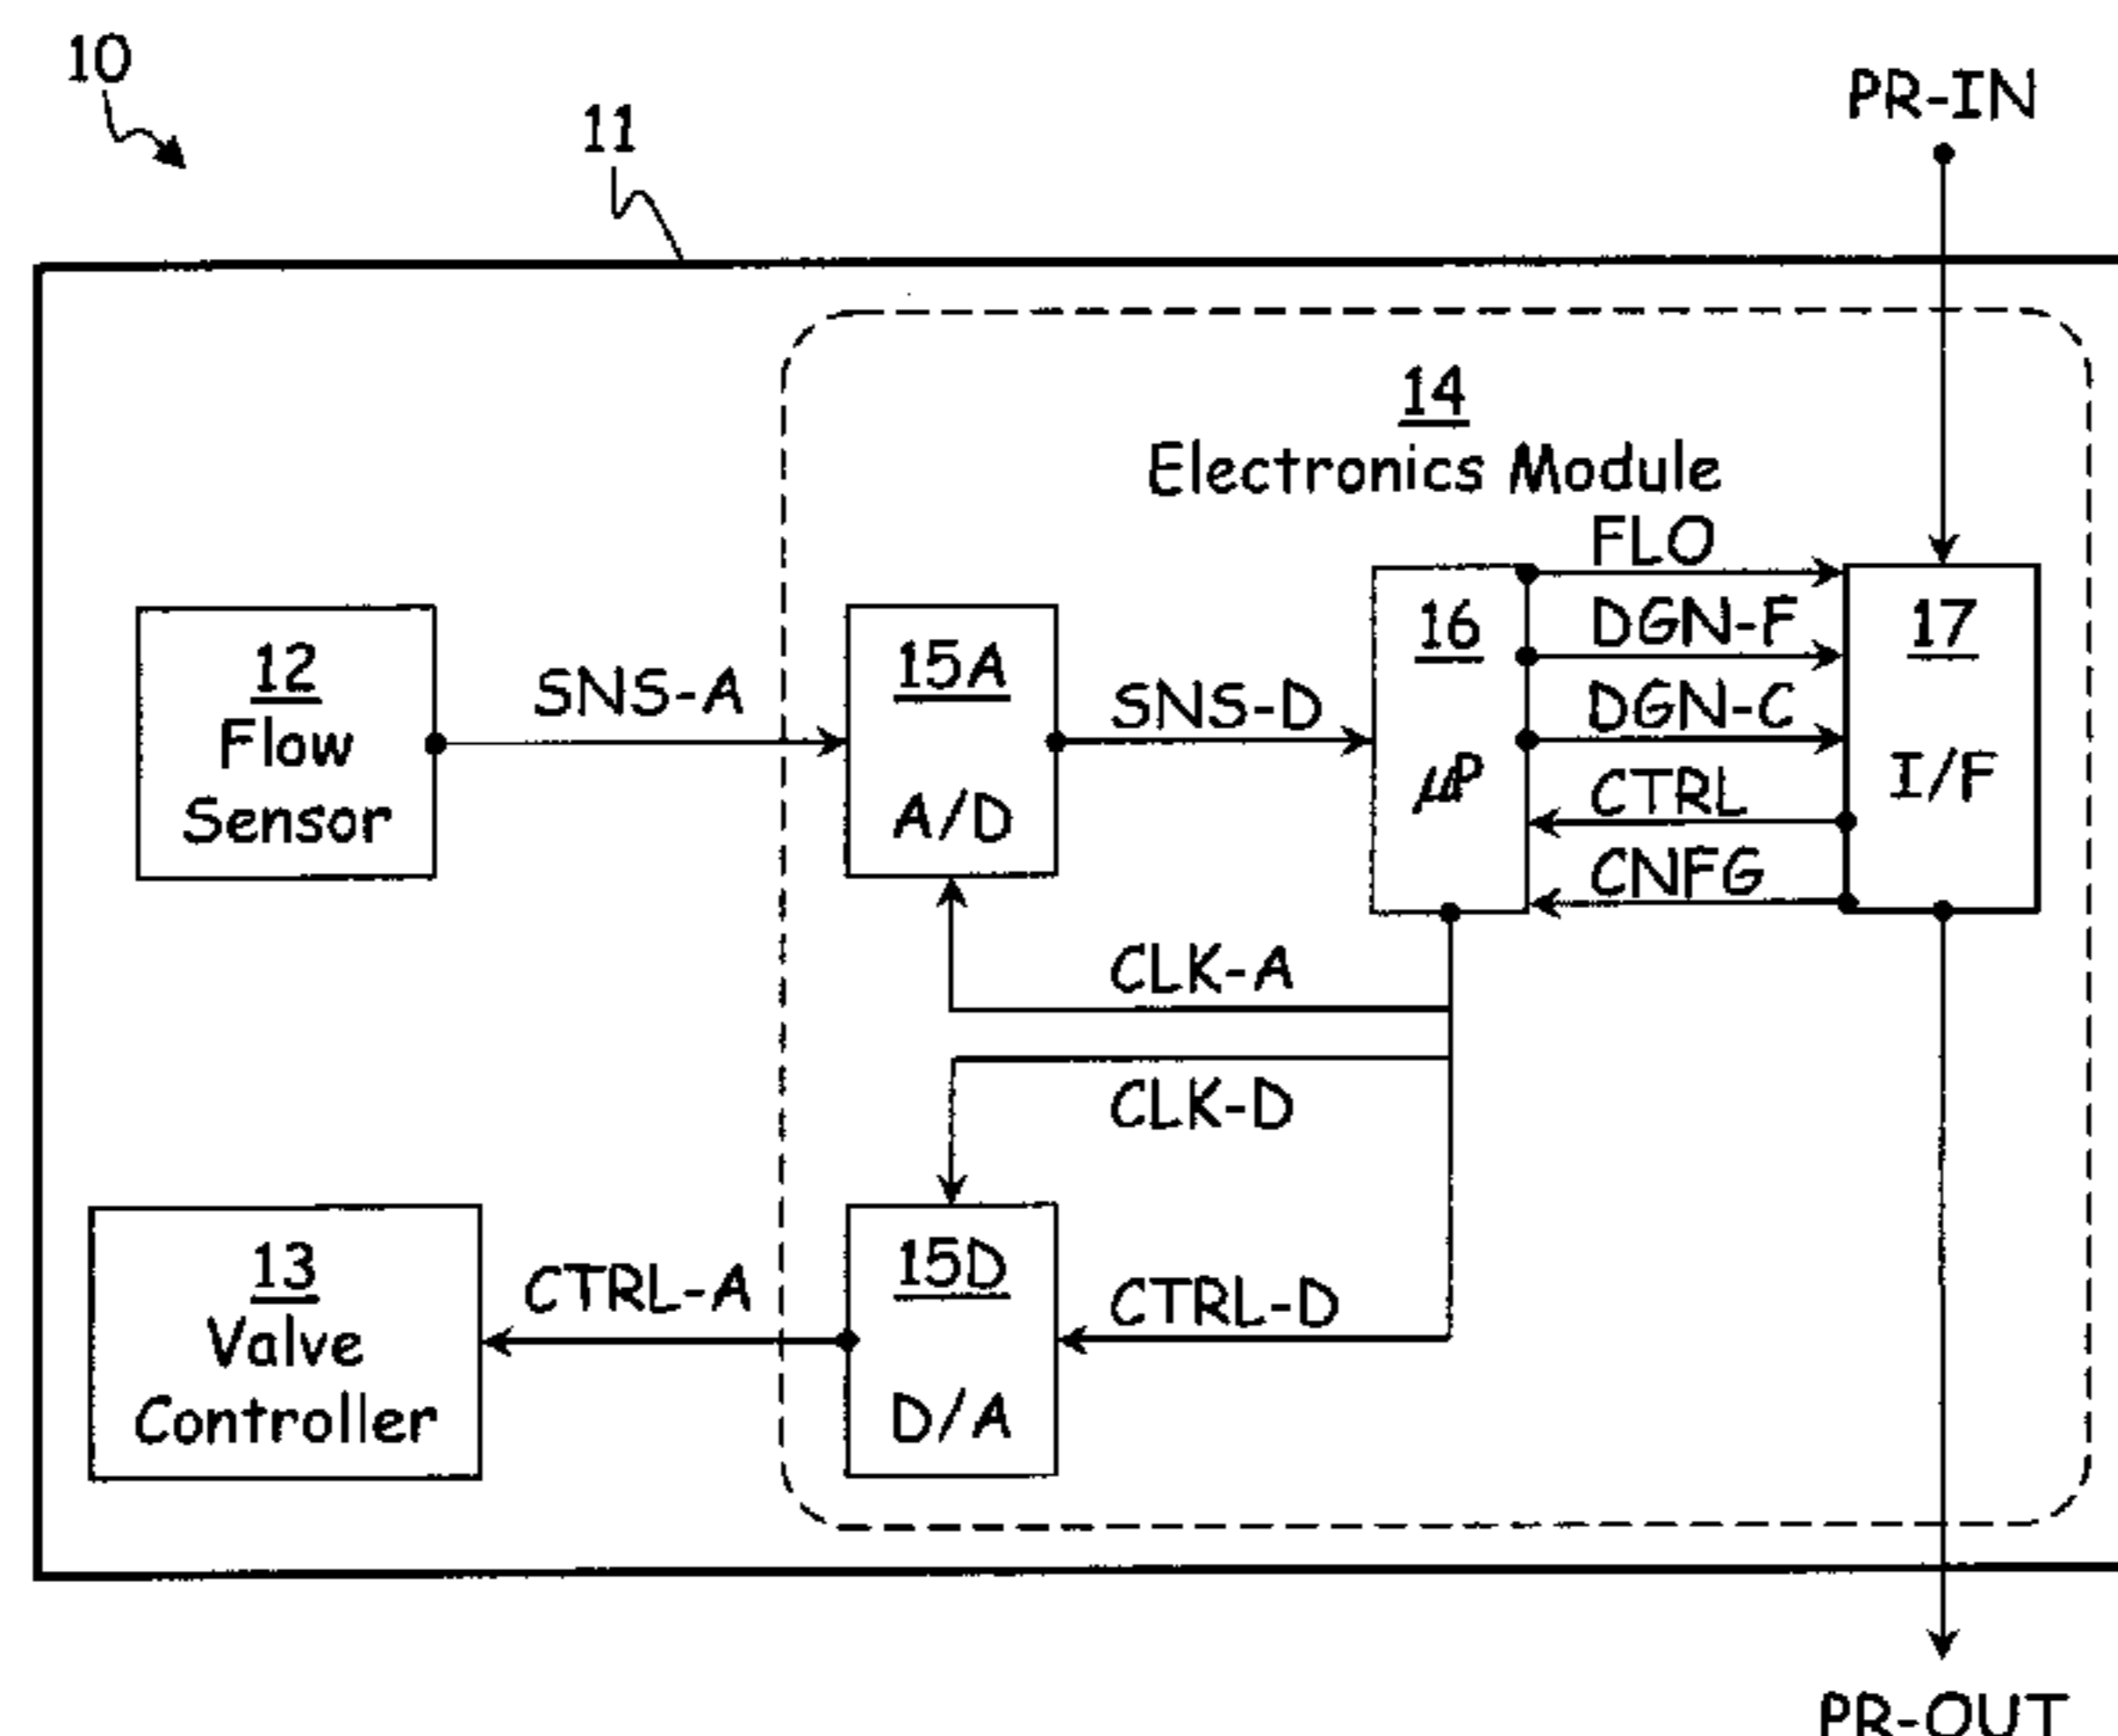 10
11
PR-IN
14
Electronics Module
12
Flow
Sensor
SNS-A
15A
A/D
SNS-D
16
µP
FLO
DGN-F
DGN-C
CTRL
CNFG
17
I/F
CLK-A
CLK-D
13
Valve
Controller
CTRL-A
15D
D/A
CTRL-D
PR-OUT